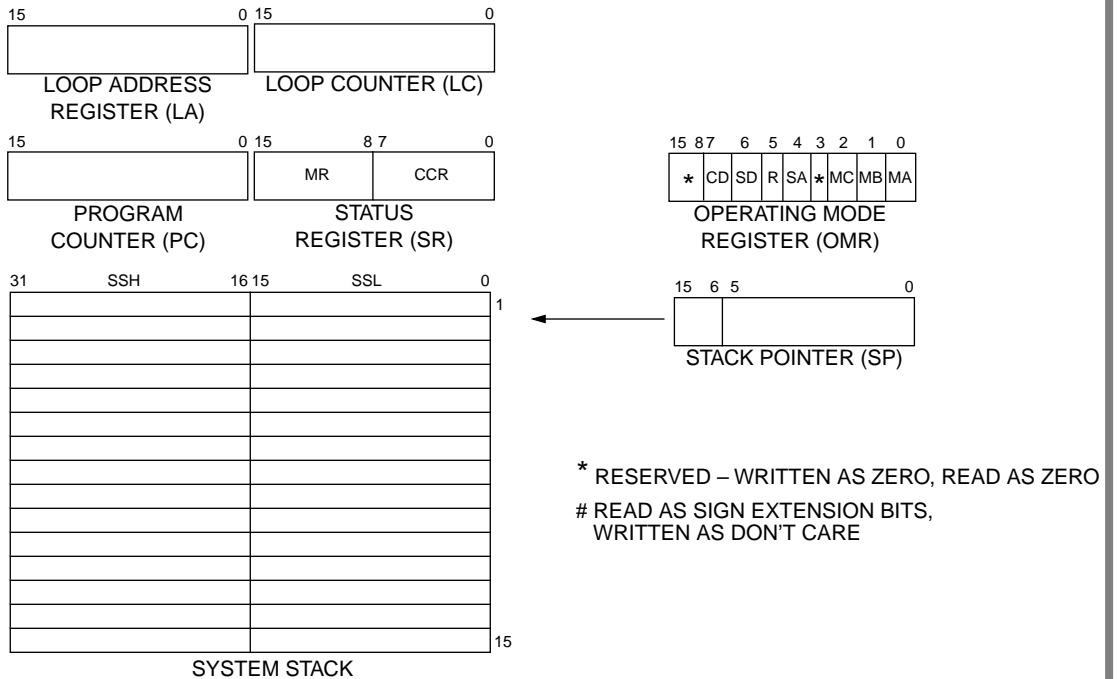 15 0 15 0
LOOP ADDRESS
REGISTER (LA)
LOOP COUNTER (LC)
15 0 15 8 7 0
MR CCR
PROGRAM
COUNTER (PC)
STATUS
REGISTER (SR)
15 8 7 6 5 4 3 2 1 0
* CD SD R SA * MC MB MA
OPERATING MODE
REGISTER (OMR)
31 SSH 16 15 SSL 0
1
15
SYSTEM STACK
15 6 5 0
STACK POINTER (SP)
* RESERVED – WRITTEN AS ZERO, READ AS ZERO
# READ AS SIGN EXTENSION BITS,
WRITTEN AS DON’T CARE